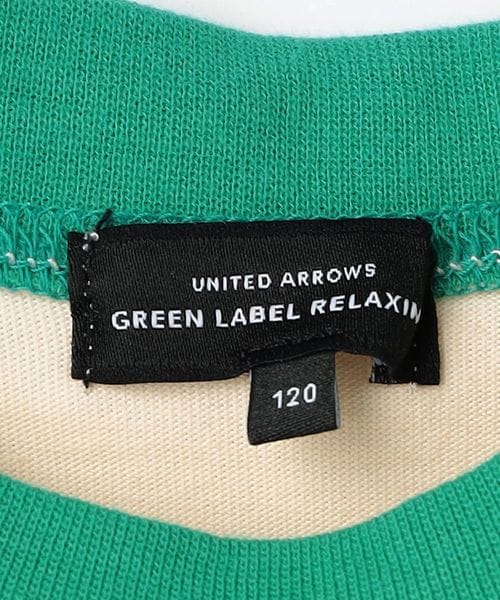 UNITED ARROWS
GREEN LABEL RELAXIN
120